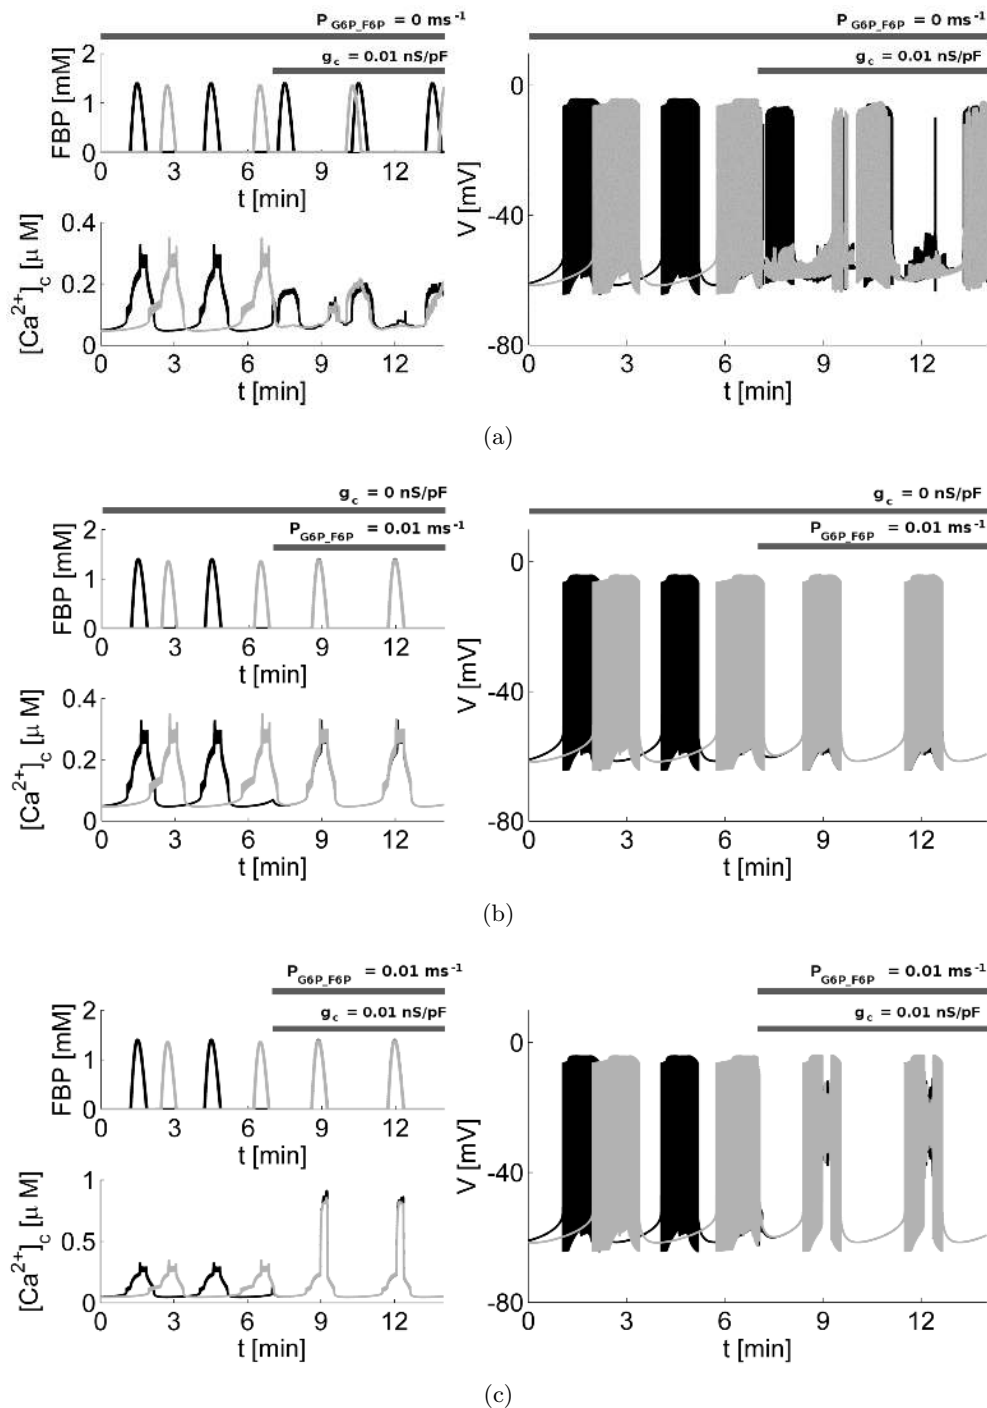 P_G6P_F6P = 0 ms⁻¹
g_c = 0.01 nS/pF
FBP [mM]
2
1
0
0 3 6 9 12
t [min]
[Ca²⁺]_c [μ M]
0.4
0.2
0
0 3 6 9 12
t [min]
P_G6P_F6P = 0 ms⁻¹
g_c = 0.01 nS/pF
V [mV]
0
-40
-80
0 3 6 9 12
t [min]
(a)
g_c = 0 nS/pF
P_G6P_F6P = 0.01 ms⁻¹
FBP [mM]
2
1
0
0 3 6 9 12
t [min]
[Ca²⁺]_c [μ M]
0.4
0.2
0
0 3 6 9 12
t [min]
g_c = 0 nS/pF
P_G6P_F6P = 0.01 ms⁻¹
V [mV]
0
-40
-80
0 3 6 9 12
t [min]
(b)
P_G6P_F6P = 0.01 ms⁻¹
g_c = 0.01 nS/pF
FBP [mM]
2
1
0
0 3 6 9 12
t [min]
[Ca²⁺]_c [μ M]
1
0.5
0
0 3 6 9 12
t [min]
P_G6P_F6P = 0.01 ms⁻¹
g_c = 0.01 nS/pF
V [mV]
0
-40
-80
0 3 6 9 12
t [min]
(c)